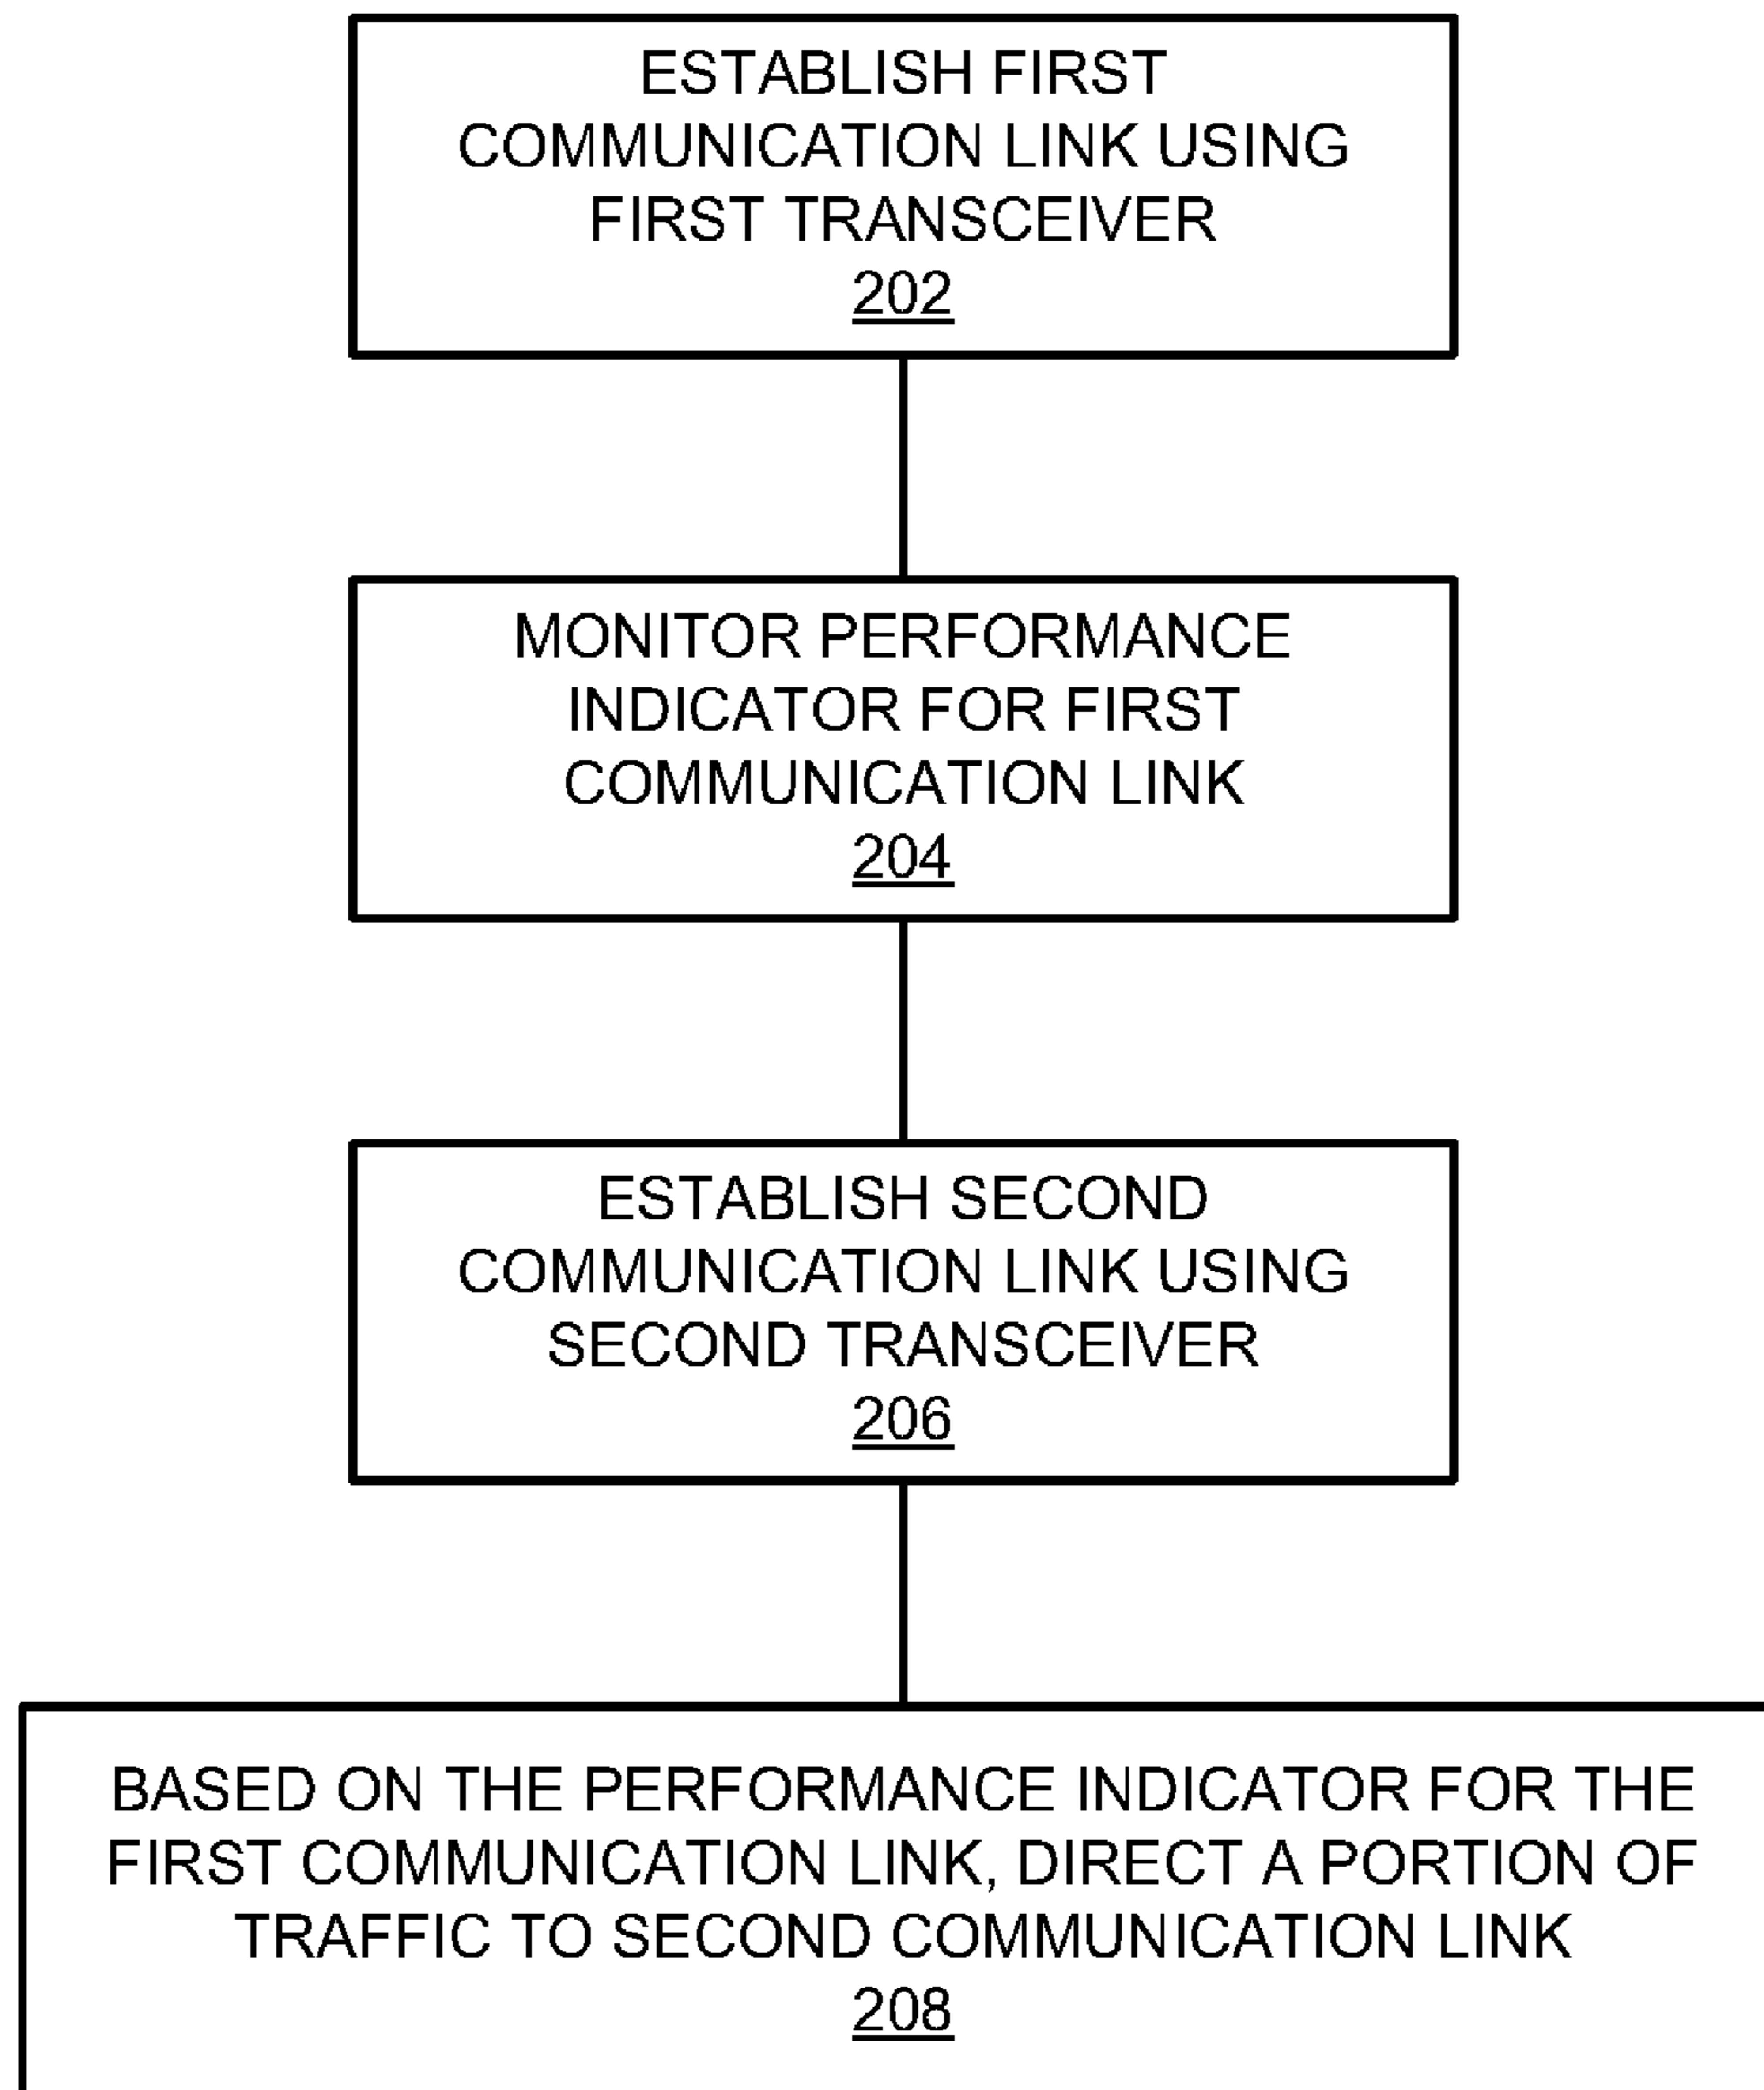 ESTABLISH FIRST
COMMUNICATION LINK USING
FIRST TRANSCEIVER
202
MONITOR PERFORMANCE
INDICATOR FOR FIRST
COMMUNICATION LINK
204
ESTABLISH SECOND
COMMUNICATION LINK USING
SECOND TRANSCEIVER
206
BASED ON THE PERFORMANCE INDICATOR FOR THE
FIRST COMMUNICATION LINK, DIRECT A PORTION OF
TRAFFIC TO SECOND COMMUNICATION LINK
208